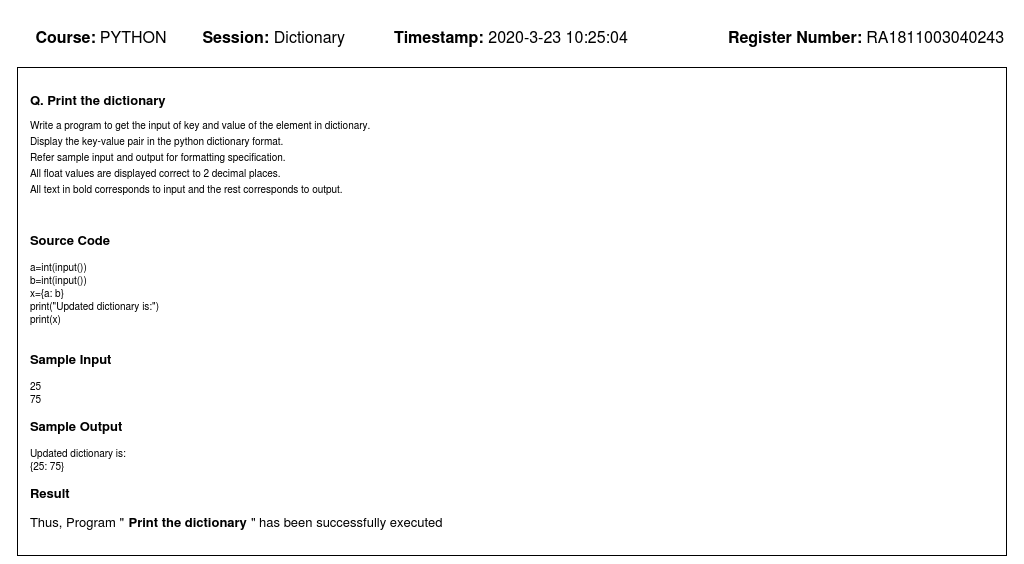 Course: PYTHON Session: Dictionary Timestamp: 2020-3-23 10:25:04 Register Number: RA1811003040243
Q. Print the dictionary
Write a program to get the input of key and value of the element in dictionary.
Display the key-value pair in the python dictionary format.
Refer sample input and output for formatting specification.
All float values are displayed correct to 2 decimal places.
All text in bold corresponds to input and the rest corresponds to output.
Source Code
a=int(input())
b=int(input())
x={a: b}
print("Updated dictionary is:")
print(x)
Sample Input
25
75
Sample Output
Updated dictionary is:
{25: 75}
Result
Thus, Program " Print the dictionary " has been successfully executed